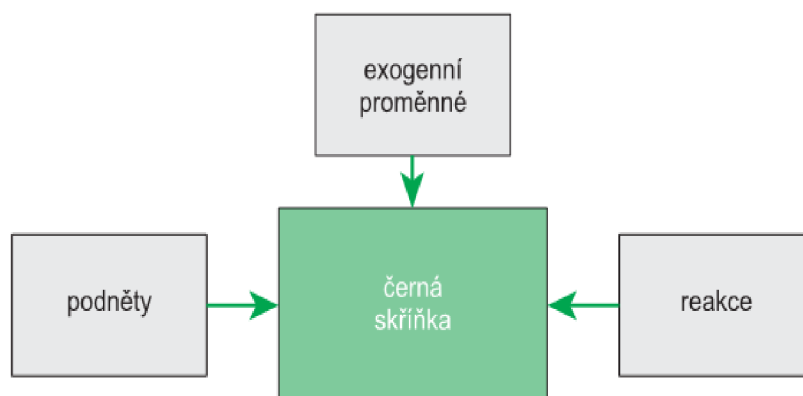 exogenní
proměnné
podněty
černá
skříňka
reakce